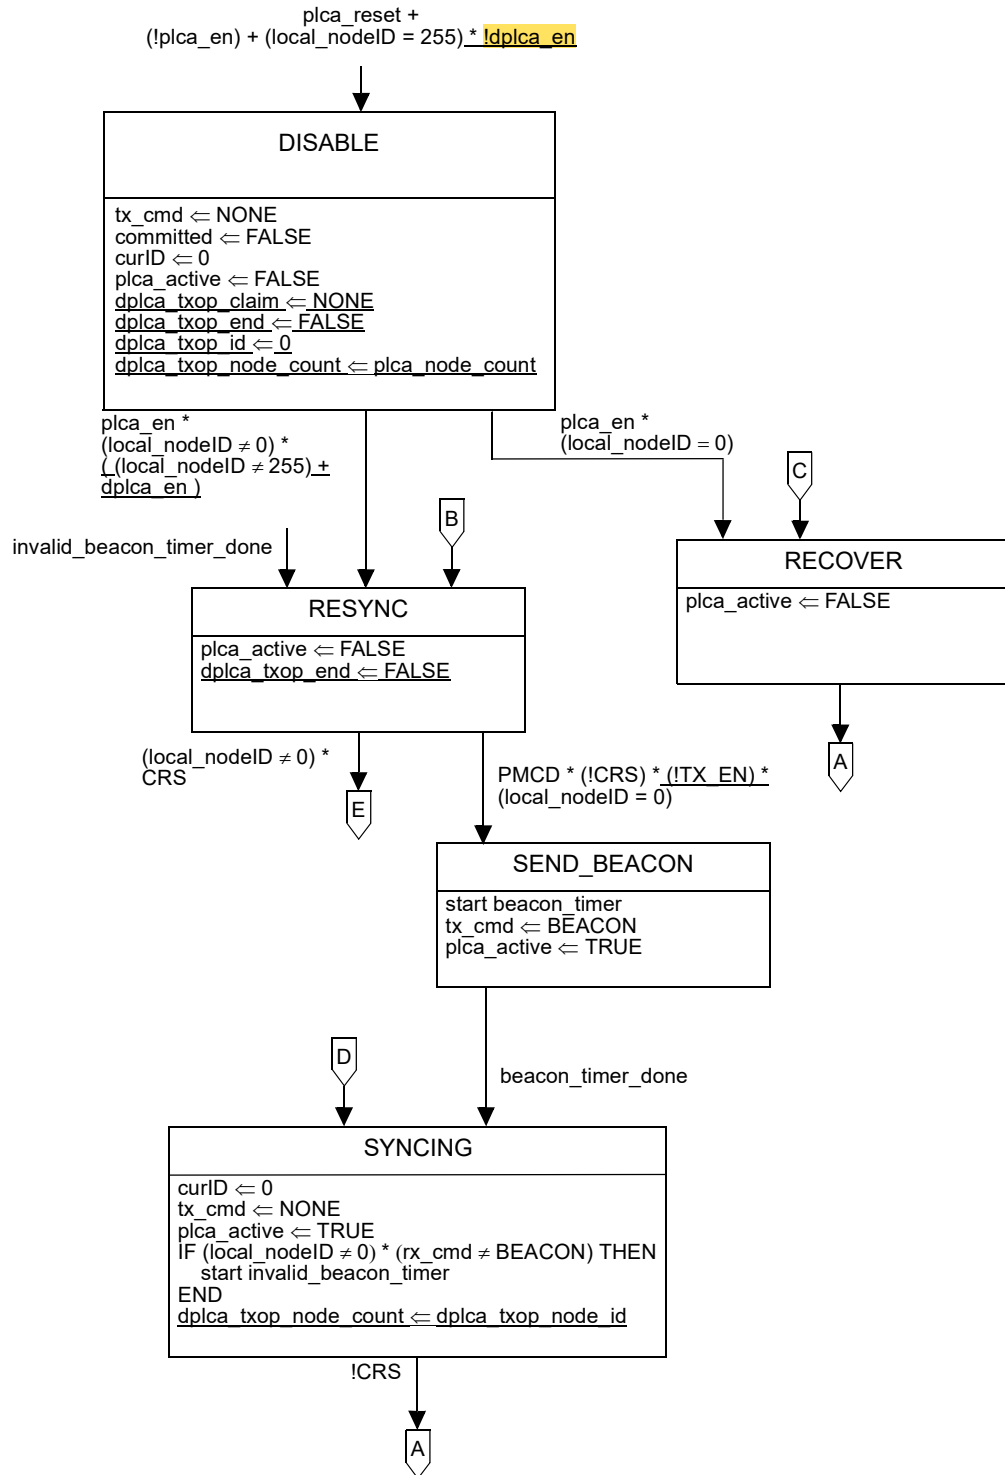 plca_reset +
(!plca_en) + (local_nodeID = 255) * !dplca_en
DISABLE
tx_cmd ⇐ NONE
committed ⇐ FALSE
curID ⇐ 0
plca_active ⇐ FALSE
dplca_txop_claim ⇐ NONE
dplca_txop_end ⇐ FALSE
dplca_txop_id ⇐ 0
dplca_txop_node_count ⇐ plca_node_count
plca_en *
(local_nodeID ≠ 0) *
( (local_nodeID ≠ 255) +
dplca_en )
plca_en *
(local_nodeID = 0)
C
B
invalid_beacon_timer_done
RECOVER
plca_active ⇐ FALSE
RESYNC
plca_active ⇐ FALSE
dplca_txop_end ⇐ FALSE
A
(local_nodeID ≠ 0) *
CRS
E
PMCD * (!CRS) * (!TX_EN) *
(local_nodeID = 0)
SEND_BEACON
start beacon_timer
tx_cmd ⇐ BEACON
plca_active ⇐ TRUE
D
beacon_timer_done
SYNCING
curID ⇐ 0
tx_cmd ⇐ NONE
plca_active ⇐ TRUE
IF (local_nodeID ≠ 0) * (rx_cmd ≠ BEACON) THEN
start invalid_beacon_timer
END
dplca_txop_node_count ⇐ dplca_txop_node_id
!CRS
A